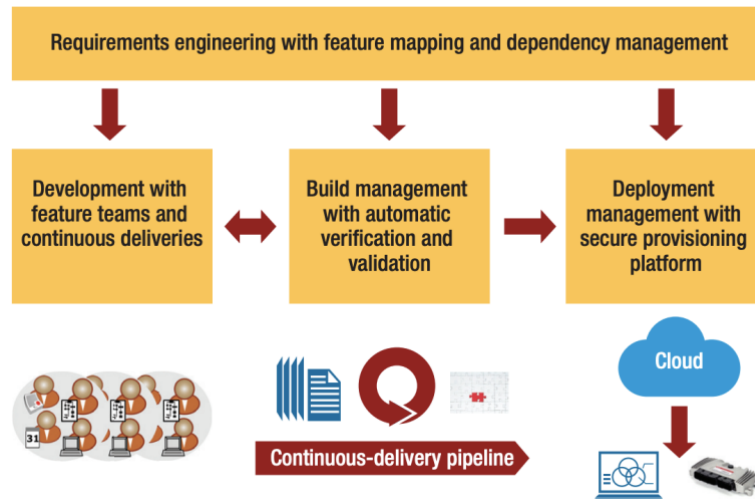 Requirements engineering with feature mapping and dependency management
Development with
feature teams and
continuous deliveries
Build management
with automatic
verification and
validation
Deployment
management with
secure provisioning
platform
31
Cloud
Continuous-delivery pipeline